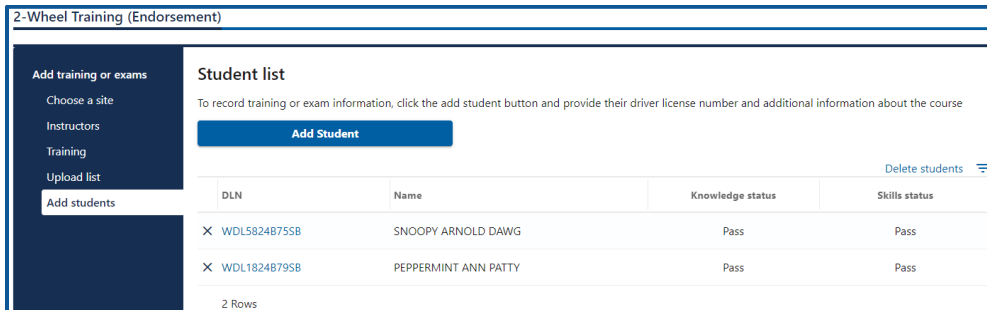 2-Wheel Training (Endorsement)
Add training or exams
Choose a site
Instructors
Training
Upload list
Add students
Student list
To record training or exam information, click the add student button and provide their driver license number and additional information about the course
Add Student
Delete students
DLN Name Knowledge status Skills status
WDL5824B75SB SNOOPY ARNOLD DAWG Pass Pass
WDL1824B79SB PEPPERMINT ANN PATTY Pass Pass
2 Rows